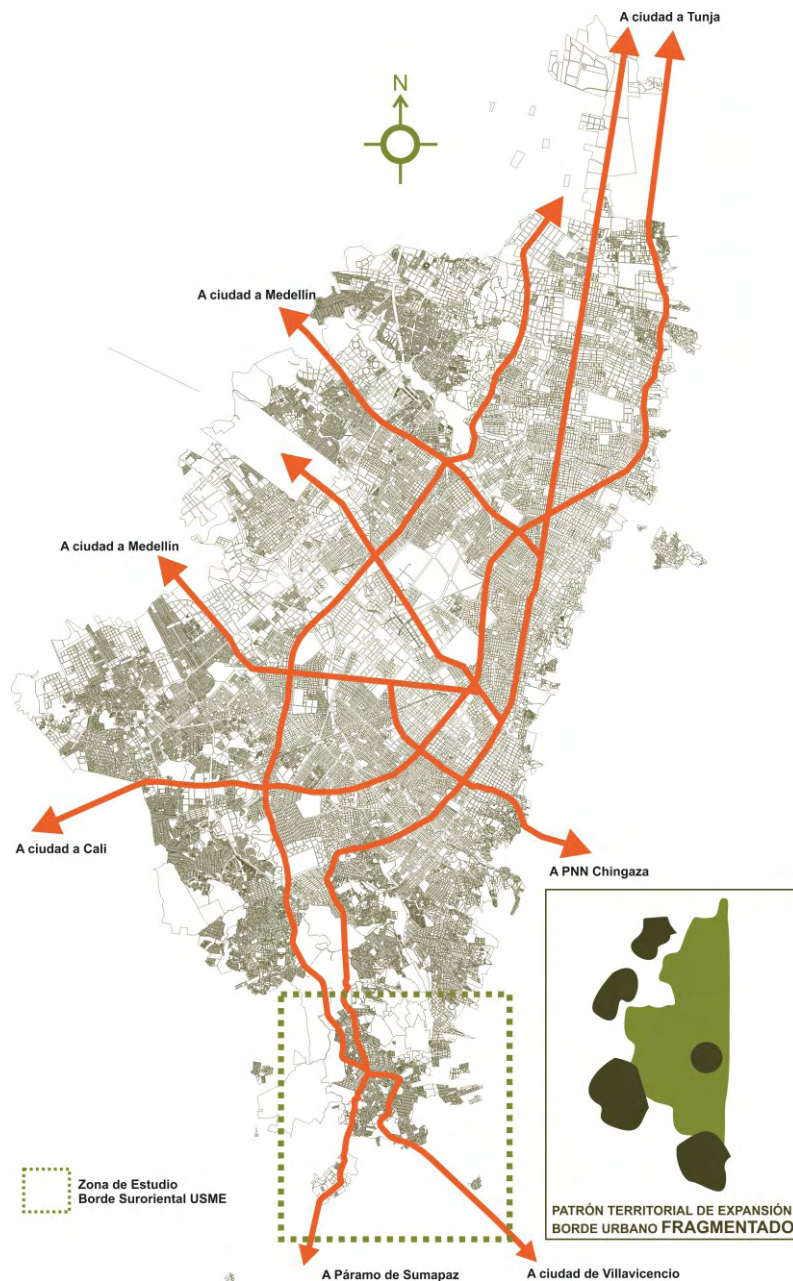 A ciudad a Tunja
N
A ciudad a Medellín
A ciudad a Medellín
A ciudad a Cali
A PNN Chingaza
Zona de Estudio
Borde Suroriental USME
PATRÓN TERRITORIAL DE EXPANSIÓN
BORDE URBANO FRAGMENTADO
A Páramo de Sumapaz
A ciudad de Villavicencio